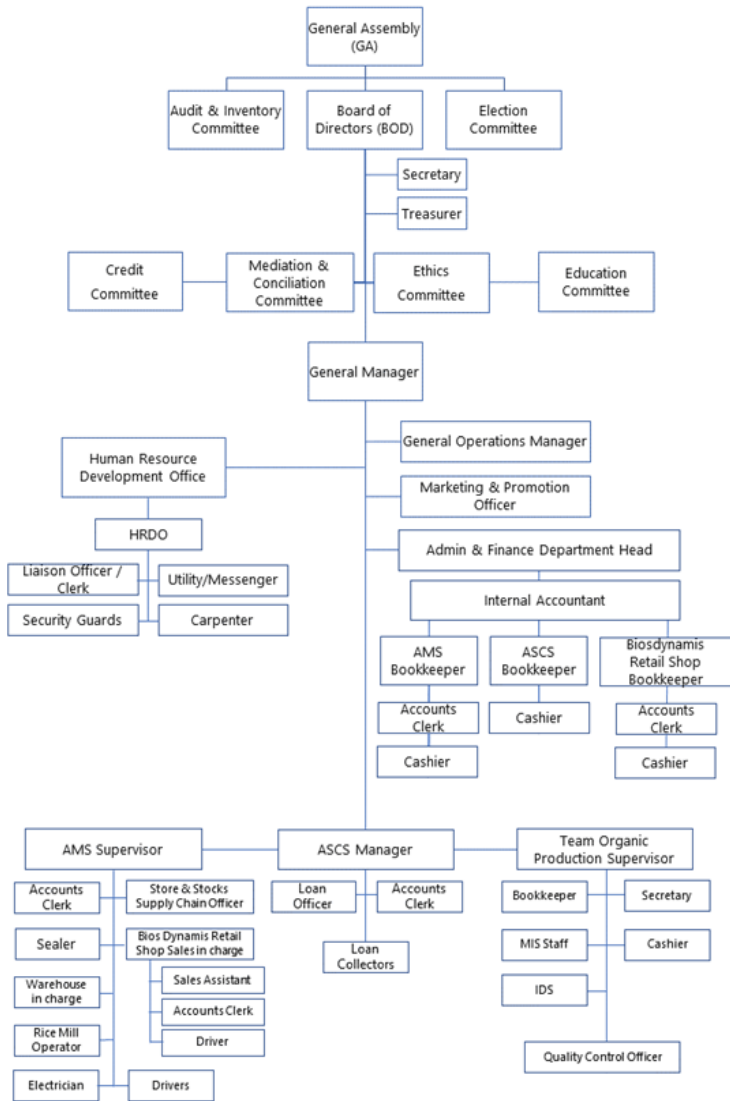 General Assembly
(GA)
Audit & Inventory
Committee
Board of
Directors (BOD)
Election
Committee
Secretary
Treasurer
Credit
Committee
Mediation &
Conciliation
Committee
Ethics
Committee
Education
Committee
General Manager
General Operations Manager
Human Resource
Development Office
Marketing & Promotion
Officer
HRDO
Admin & Finance Department Head
Liaison Officer /
Clerk
Utility/Messenger
Security Guards
Carpenter
Internal Accountant
AMS
Bookkeeper
ASCS
Bookkeeper
Biosdynamis
Retail Shop
Bookkeeper
Accounts
Clerk
Cashier
Accounts
Clerk
Cashier
Cashier
AMS Supervisor
ASCS Manager
Team Organic
Production Supervisor
Accounts
Clerk
Store & Stocks
Supply Chain Officer
Loan
Officer
Accounts
Clerk
Bookkeeper
Secretary
Sealer
Bios Dynamis Retail
Shop Sales in charge
Loan
Collectors
MIS Staff
Cashier
Warehouse
in charge
Sales Assistant
IDS
Accounts Clerk
Rice Mill
Operator
Driver
Quality Control Officer
Electrician
Drivers